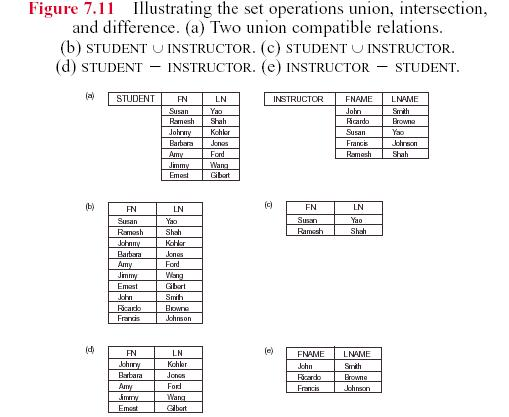 Figure 7.11 Illustrating the set operations union, intersection,
and difference. (a) Two union compatible relations.
(b) STUDENT ∪ INSTRUCTOR. (c) STUDENT ∪ INSTRUCTOR.
(d) STUDENT − INSTRUCTOR. (e) INSTRUCTOR − STUDENT.
(a) STUDENT FN LN INSTRUCTOR FNAME LNAME
Susan Yao John Smith
Ramesh Shah Ricardo Browne
Johnny Kohler Susan Yao
Barbara Jones Francis Johnson
Amy Ford Ramesh Shah
Jimmy Wang
Ernest Gilbert
(b) FN LN (c) FN LN
Susan Yao Susan Yao
Ramesh Shah Ramesh Shah
Johnny Kohler
Barbara Jones
Amy Ford
Jimmy Wang
Ernest Gilbert
John Smith
Ricardo Browne
Francis Johnson
(d) FN LN (e) FNAME LNAME
Johnny Kohler John Smith
Barbara Jones Ricardo Browne
Amy Ford Francis Johnson
Jimmy Wang
Ernest Gilbert